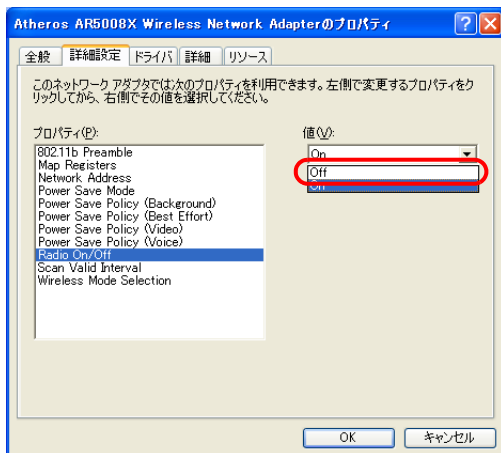 Atheros AR5008X Wireless Network Adapterのプロパティ
全般 詳細設定 ドライバ 詳細 リソース
このネットワーク アダプタでは次のプロパティを利用できます。左側で変更するプロパティをク
リックしてから、右側でその値を選択してください。
プロパティ(P):
802.11b Preamble
Map Registers
Network Address
Power Save Mode
Power Save Policy (Background)
Power Save Policy (Best Effort)
Power Save Policy (Video)
Power Save Policy (Voice)
Radio On/Off
Scan Valid Interval
Wireless Mode Selection
値(V):
On
Off
On
OK キャンセル